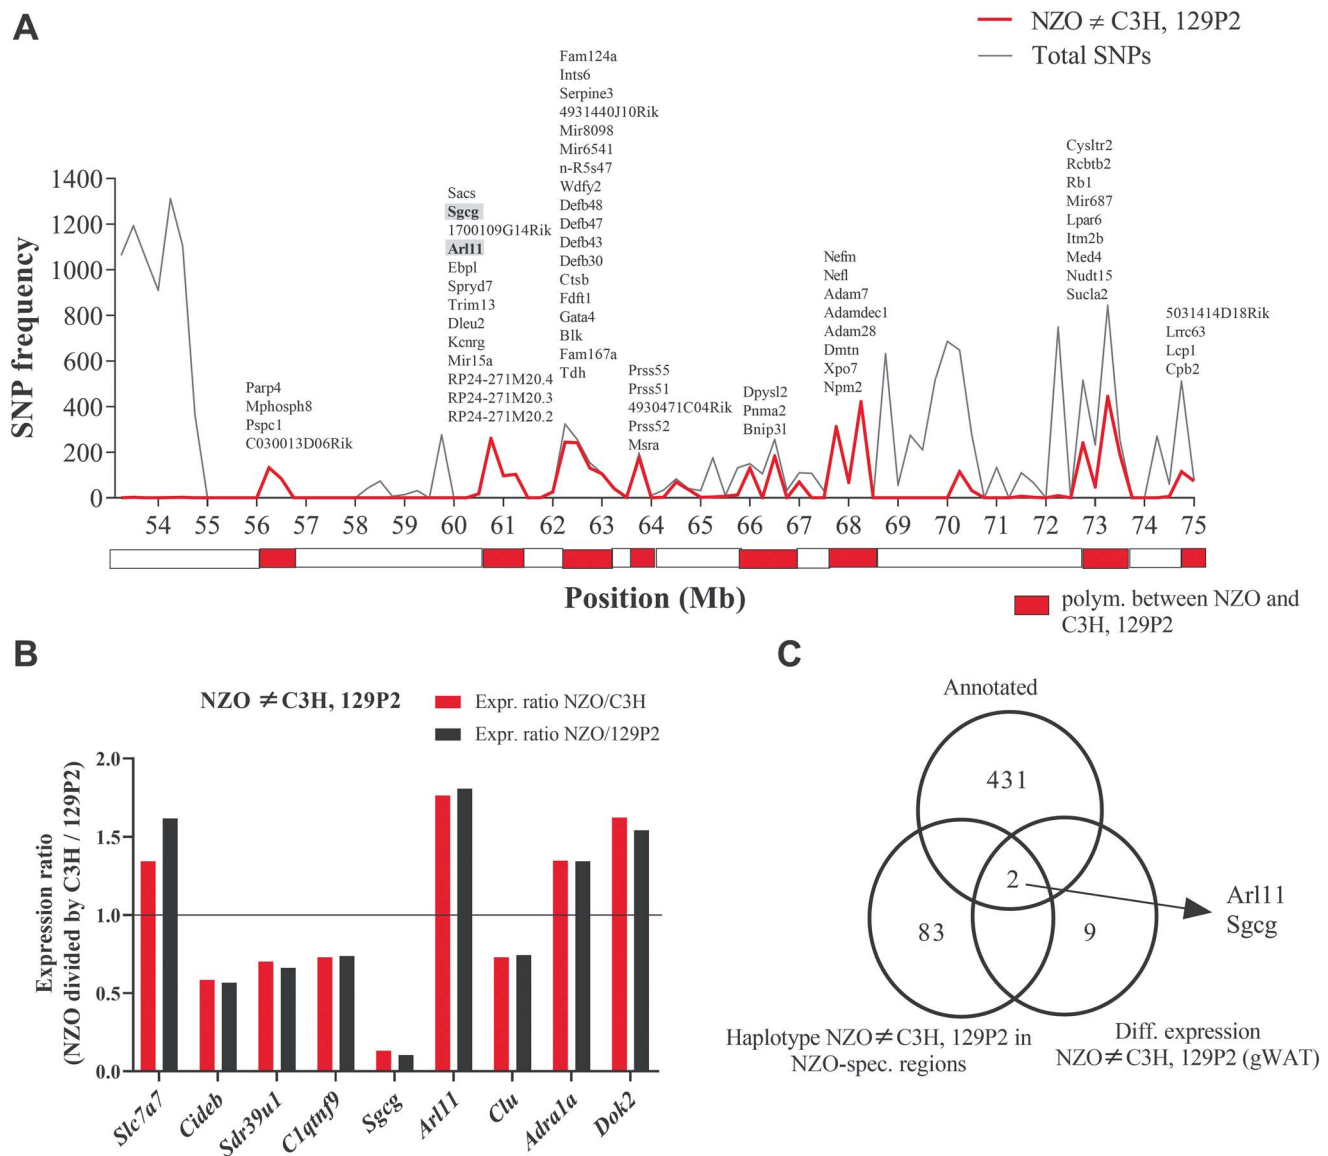 A
NZO ≠ C3H, 129P2
Total SNPs
SNP frequency
1400
1200
1000
800
600
400
200
0
Parp4
Mphosph8
Pspc1
C030013D06Rik
Sacs
Sgcg
1700109G14Rik
Arl11
Ebpl
Spryd7
Trim13
Dleu2
Kcnrg
Mir15a
RP24-271M20.4
RP24-271M20.3
RP24-271M20.2
Fam124a
Ints6
Serpine3
4931440J10Rik
Mir8098
Mir6541
n-R5s47
Wdfy2
Defb48
Defb47
Defb43
Defb30
Ctsb
Fdft1
Gata4
Blk
Fam167a
Tdh
Prss55
Prss51
4930471C04Rik
Prss52
Msra
Dpysl2
Pnma2
Bnip3l
Nefm
Nefl
Adam7
Adamdec1
Adam28
Dmtn
Xpo7
Npm2
Cysltr2
Rcbtb2
Rb1
Mir687
Lpar6
Itm2b
Med4
Nudt15
Sucla2
5031414D18Rik
Lrrc63
Lcp1
Cpb2
54 55 56 57 58 59 60 61 62 63 64 65 66 67 68 69 70 71 72 73 74 75
Position (Mb)
polym. between NZO and
C3H, 129P2
B
NZO ≠ C3H, 129P2
Expr. ratio NZO/C3H
Expr. ratio NZO/129P2
Expression ratio
(NZO divided by C3H / 129P2)
2.0
1.5
1.0
0.5
0.0
Slc7a7
Cideb
Sdr39u1
C1qtnf9
Sgcg
Arl11
Clu
Adra1a
Dok2
C
Annotated
431
2
83
9
Arl11
Sgcg
Haplotype NZO≠C3H, 129P2 in
NZO-spec. regions
Diff. expression
NZO≠C3H, 129P2 (gWAT)